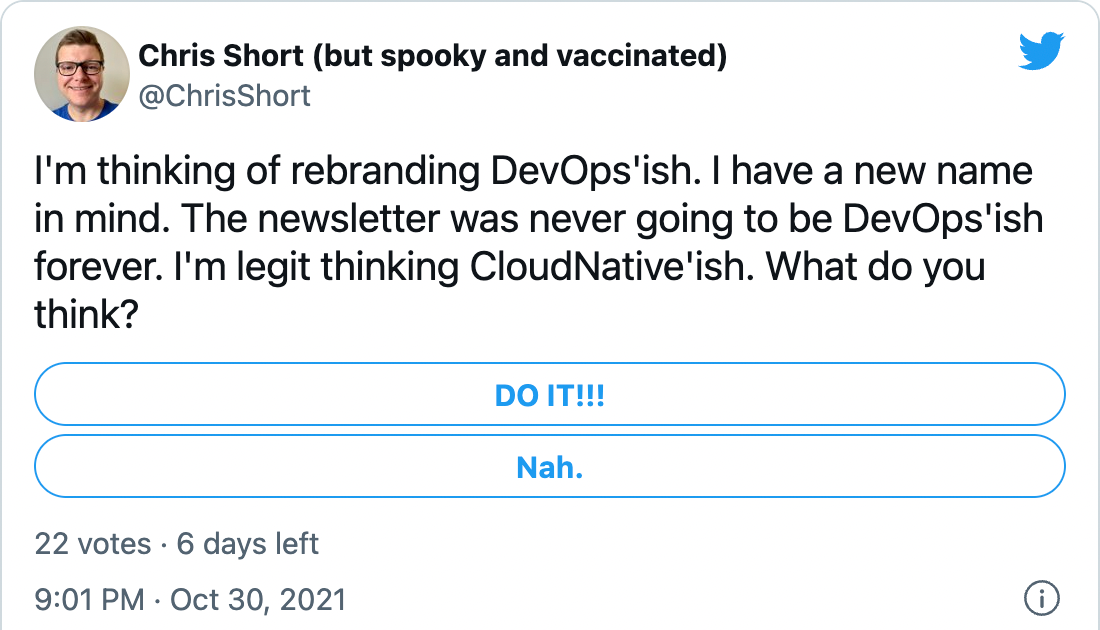 Chris Short (but spooky and vaccinated)
@ChrisShort
I'm thinking of rebranding DevOps'ish. I have a new name
in mind. The newsletter was never going to be DevOps'ish
forever. I'm legit thinking CloudNative'ish. What do you
think?
DO IT!!!
Nah.
22 votes · 6 days left
9:01 PM · Oct 30, 2021